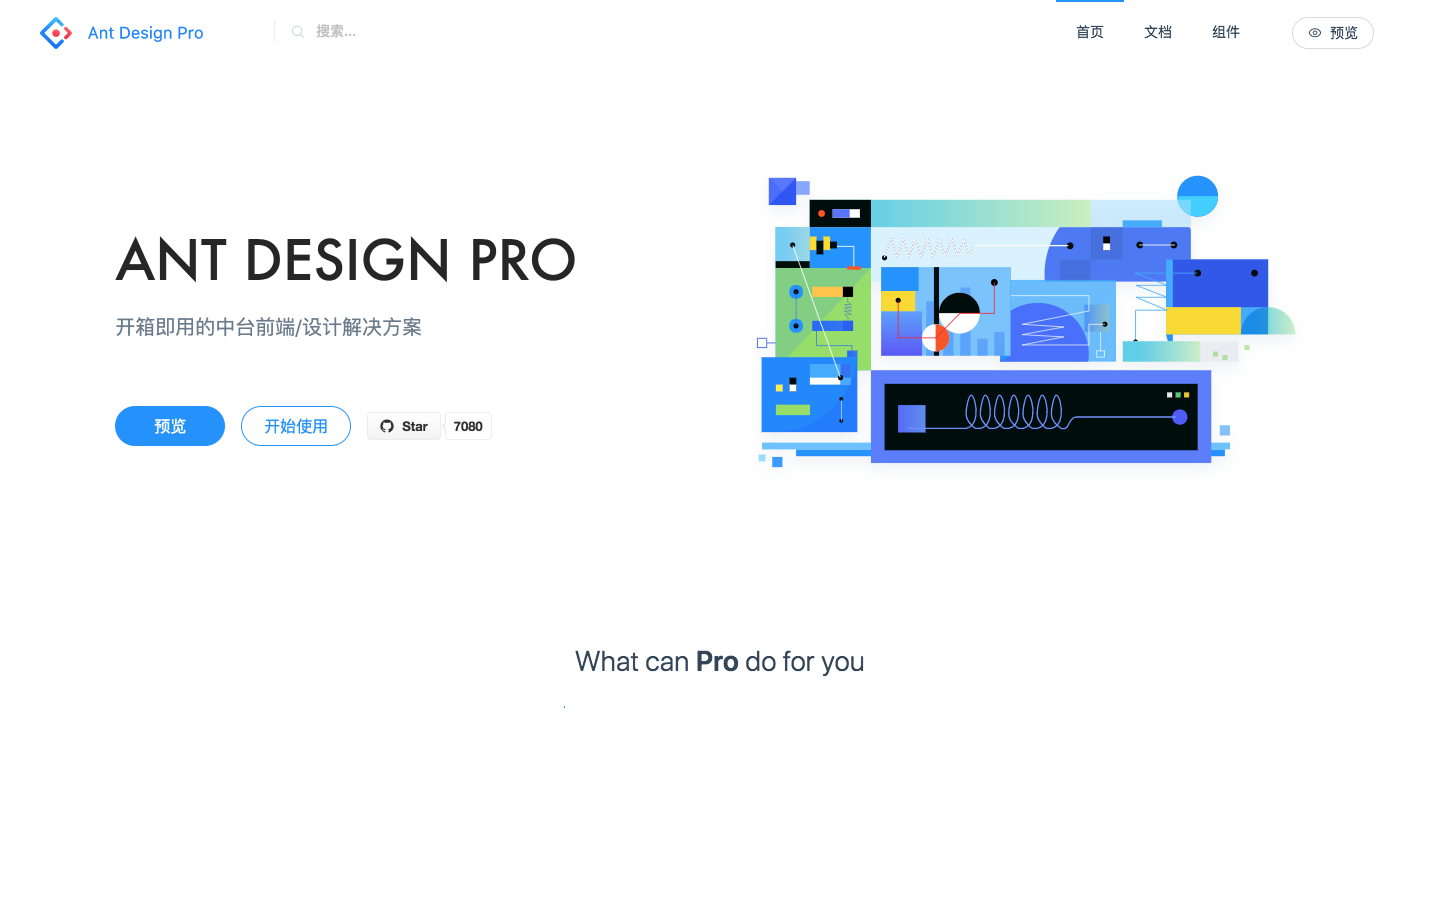 Ant Design Pro
搜索...
首页
文档
组件
预览
ANT DESIGN PRO
开箱即用的中台前端/设计解决方案
预览
开始使用
Star
7080
What can Pro do for you